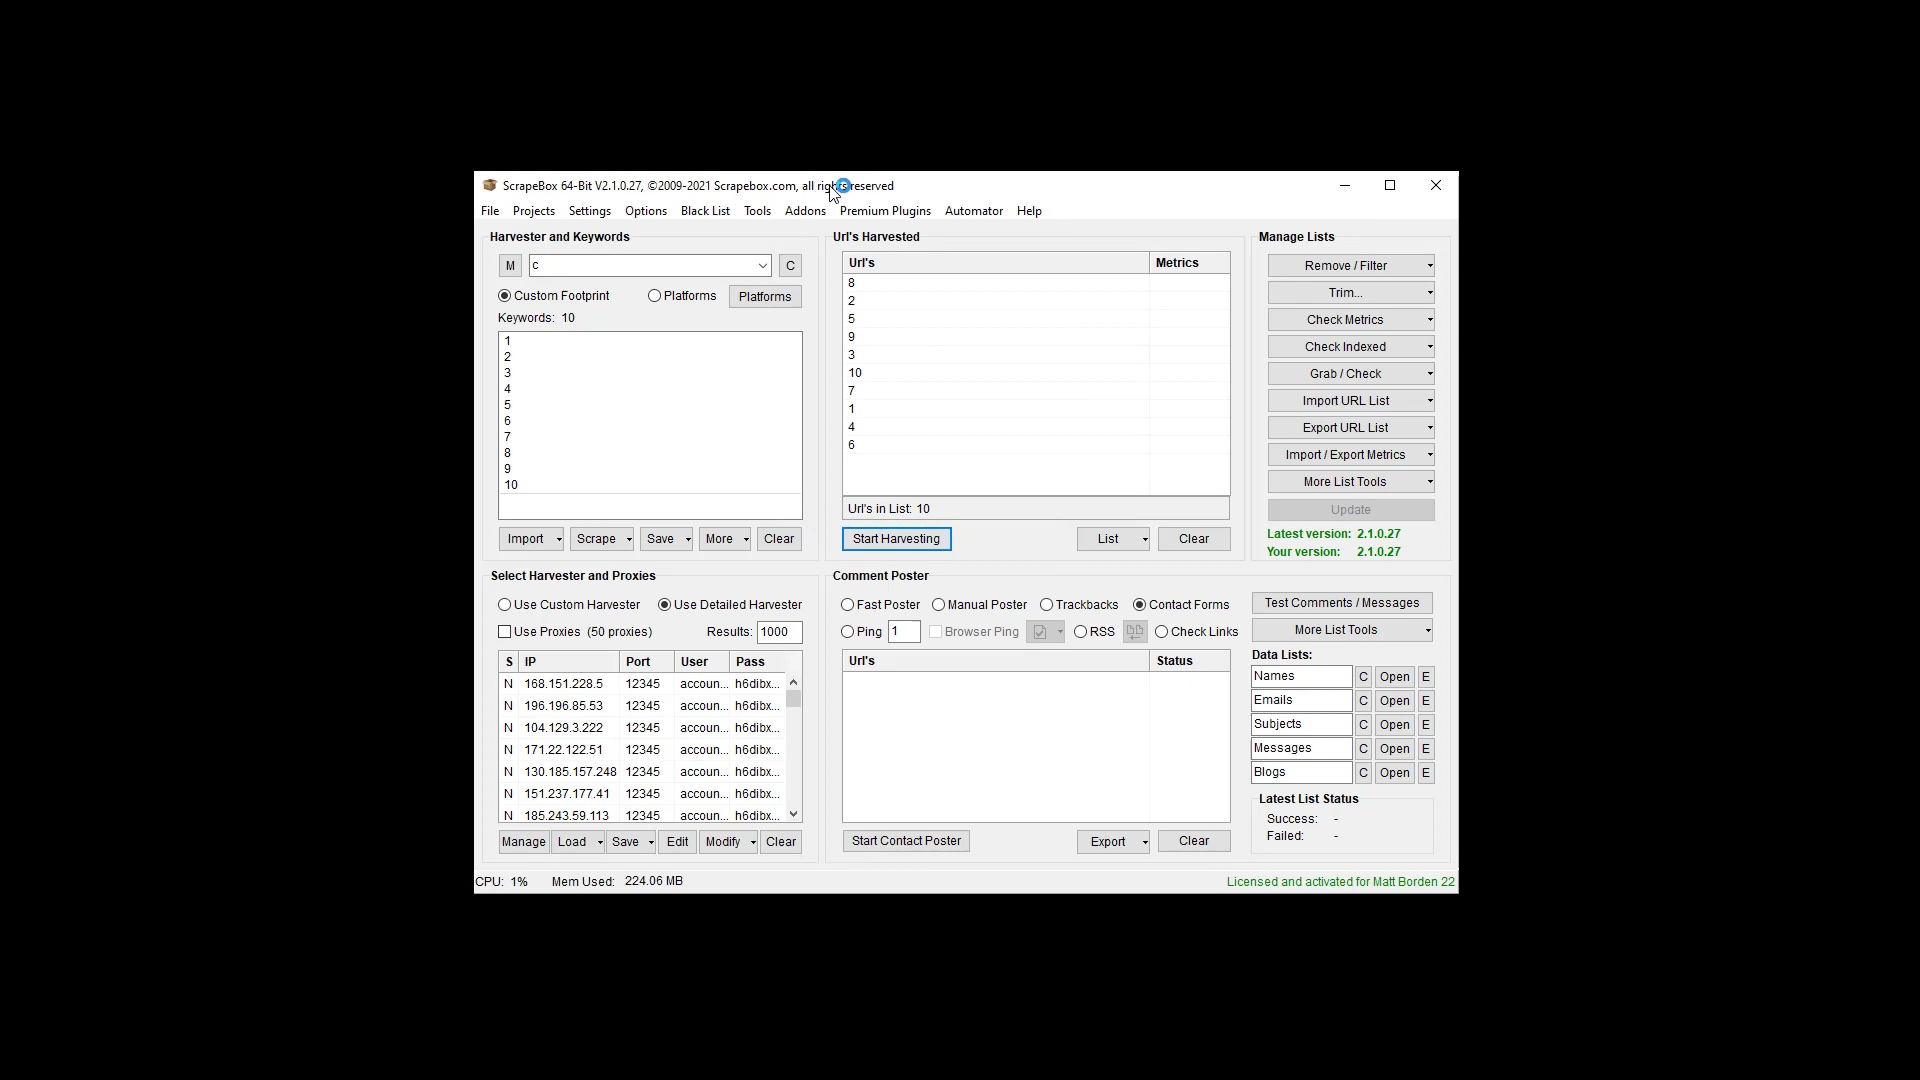 ScrapeBox 64-Bit V2.1.0.27, ©2009-2021 Scrapebox.com, all rights reserved
File Projects Settings Options Black List Tools Addons Premium Plugins Automator Help
Harvester and Keywords
M c C
Custom Footprint Platforms Platforms
Keywords: 10
1
2
3
4
5
6
7
8
9
10
Import Scrape Save More Clear
Url's Harvested
Url's Metrics
8
2
5
9
3
10
7
1
4
6
Url's in List: 10
Start Harvesting List Clear
Manage Lists
Remove / Filter
Trim...
Check Metrics
Check Indexed
Grab / Check
Import URL List
Export URL List
Import / Export Metrics
More List Tools
Update
Latest version: 2.1.0.27
Your version: 2.1.0.27
Select Harvester and Proxies
Use Custom Harvester Use Detailed Harvester
Use Proxies (50 proxies) Results: 1000
S IP Port User Pass
N 168.151.228.5 12345 accoun... h6dibx...
N 196.196.85.53 12345 accoun... h6dibx...
N 104.129.3.222 12345 accoun... h6dibx...
N 171.22.122.51 12345 accoun... h6dibx...
N 130.185.157.248 12345 accoun... h6dibx...
N 151.237.177.41 12345 accoun... h6dibx...
N 185.243.59.113 12345 accoun... h6dibx...
Manage Load Save Edit Modify Clear
Comment Poster
Fast Poster Manual Poster Trackbacks Contact Forms
Ping 1 Browser Ping RSS Check Links
Url's Status
Start Contact Poster Export Clear
Test Comments / Messages
More List Tools
Data Lists:
Names C Open E
Emails C Open E
Subjects C Open E
Messages C Open E
Blogs C Open E
Latest List Status
Success: -
Failed: -
CPU: 1% Mem Used: 224.06 MB
Licensed and activated for Matt Borden 22